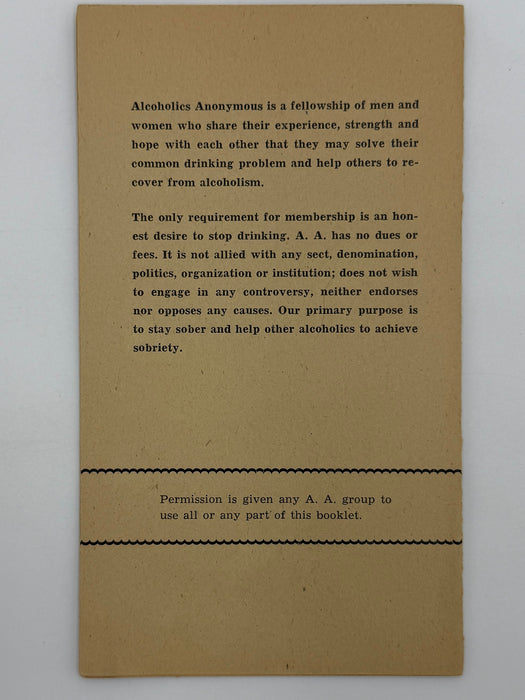 Alcoholics Anonymous is a fellowship of men and
women who share their experience, strength and
hope with each other that they may solve their
common drinking problem and help others to re-
cover from alcoholism.
The only requirement for membership is an hon-
est desire to stop drinking. A. A. has no dues or
fees. It is not allied with any sect, denomination,
politics, organization or institution; does not wish
to engage in any controversy, neither endorses
nor opposes any causes. Our primary purpose is
to stay sober and help other alcoholics to achieve
sobriety.
Permission is given any A. A. group to
use all or any part of this booklet.